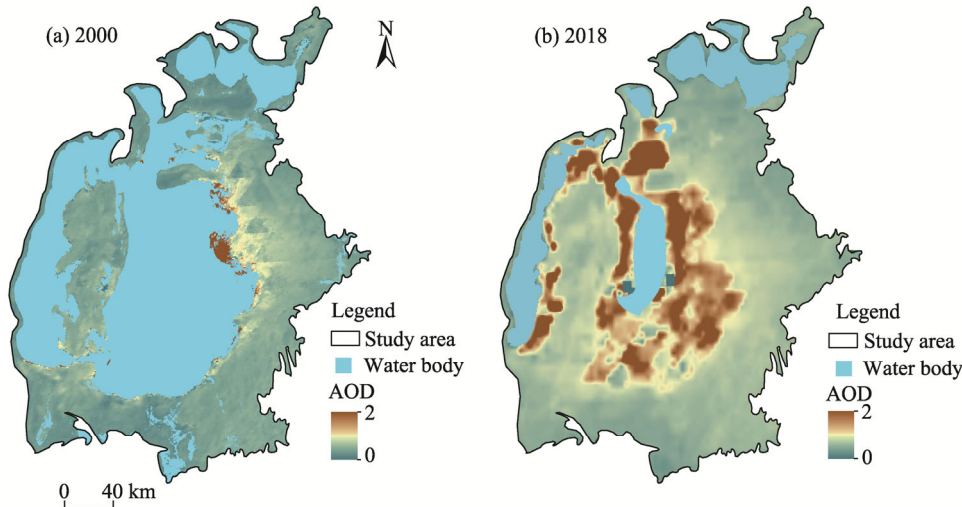 (a) 2000
N
(b) 2018
Legend
Study area
Water body
AOD
2
0
0 40 km
Legend
Study area
Water body
AOD
2
0